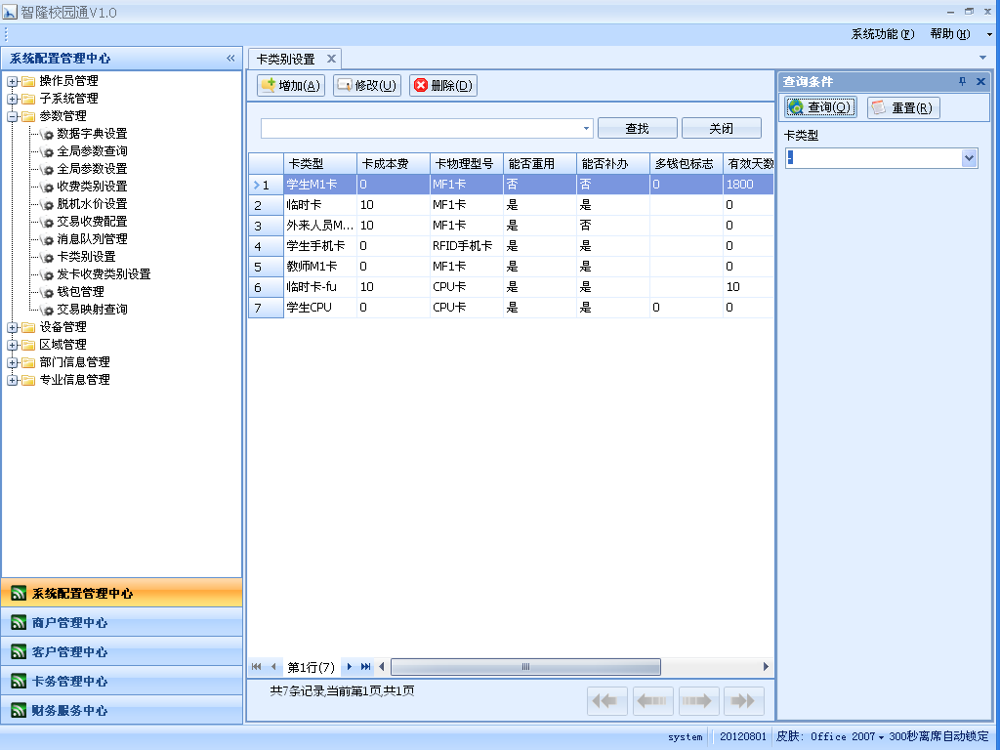 智隆校园通V1.0
系统功能(F) 帮助(H)
系统配置管理中心
操作员管理
子系统管理
参数管理
数据字典设置
全局参数查询
全局参数设置
收费类别设置
脱机水价设置
交易收费配置
消息队列管理
卡类别设置
发卡收费类别设置
钱包管理
交易映射查询
设备管理
区域管理
部门信息管理
专业信息管理
系统配置管理中心
商户管理中心
客户管理中心
卡务管理中心
财务服务中心
卡类别设置
增加(A) 修改(U) 删除(D)
查找 关闭
卡类型 卡成本费 卡物理型号 能否重用 能否补办 多钱包标志 有效天数
1 学生M1卡 0 MF1卡 否 否 0 1800
2 临时卡 10 MF1卡 是 是 0
3 外来人员M... 10 MF1卡 是 否 0
4 学生手机卡 0 RFID手机卡 是 是 0
5 教师M1卡 0 MF1卡 是 是 0
6 临时卡-fu 10 CPU卡 是 是 10
7 学生CPU 0 CPU卡 是 是 0 0
第1行(7)
共7条记录,当前第1页,共1页
查询条件
查询(Q) 重置(R)
卡类型
system 20120801 皮肤: Office 2007 300秒离席自动锁定